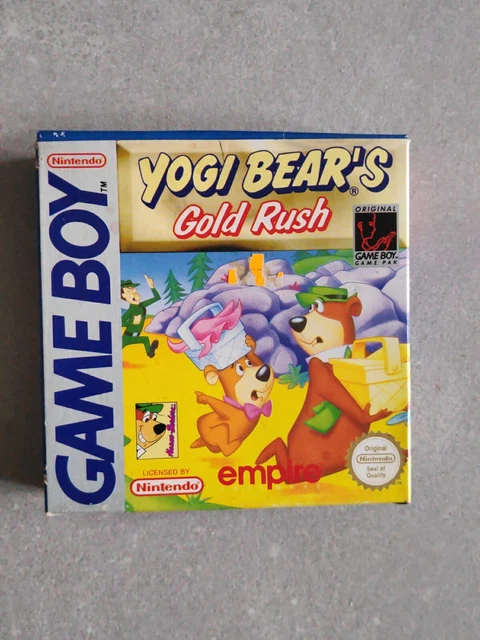 Nintendo
GAME BOY
TM
YOGI BEAR'S
®
Gold Rush
ORIGINAL
GAME BOY
GAME PAK
LICENSED BY
Nintendo
empire
Original
Nintendo
Seal of
Quality